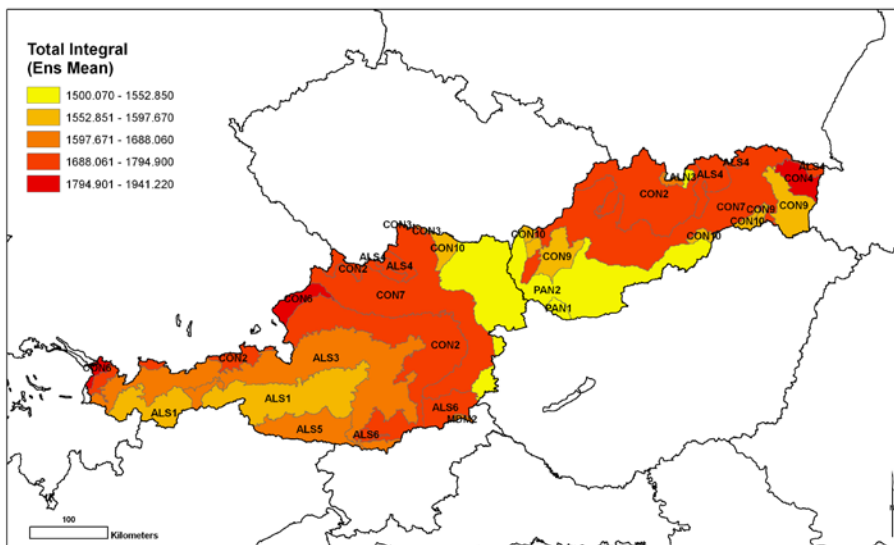 Total Integral
(Ens Mean)
1500.070 - 1552.850
1552.851 - 1597.670
1597.671 - 1688.060
1688.061 - 1794.900
1794.901 - 1941.220
ALS4
ALS4
ALN3
ALS4
CON4
CON2
CON7
CON9
CON9
CON10
CON3
CON3
CON10
CON10
CON10
CON9
ALS4
CON2
ALS4
PAN2
CON6
CON7
PAN1
CON2
ALS3
CON2
CON6
ALS1
ALS1
ALS6
MDM2
ALS5
ALS6
100
Kilometers